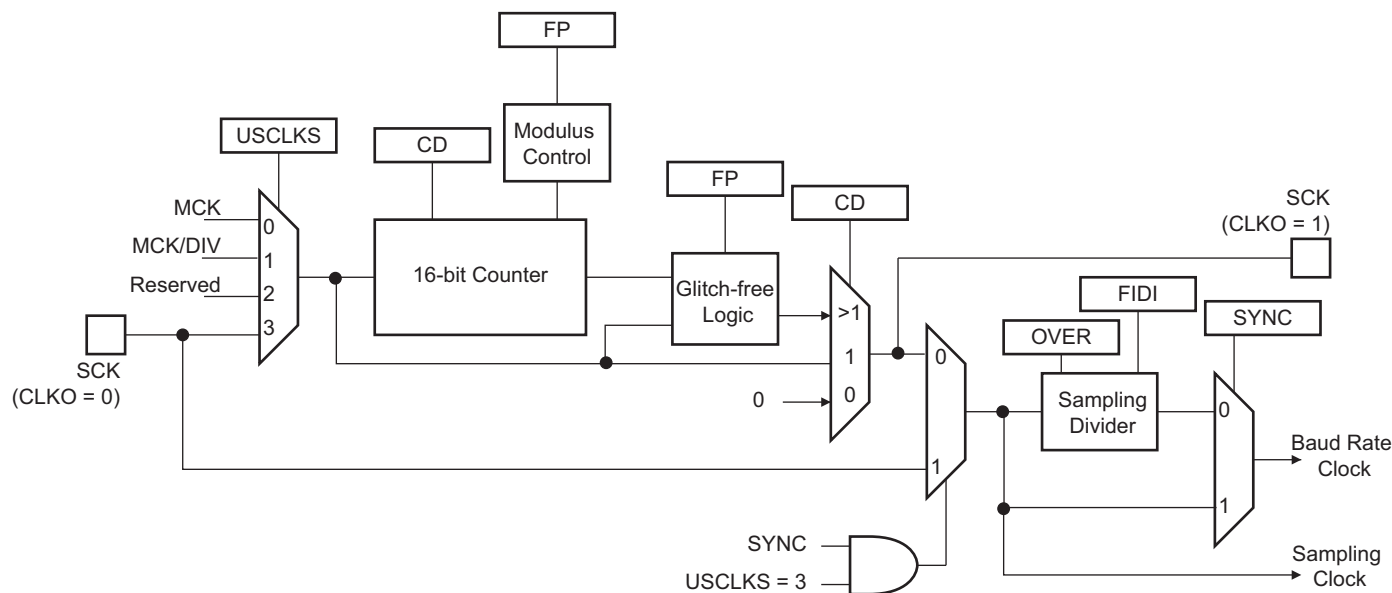 FP
USCLKS
CD
Modulus
Control
FP
CD
SCK
(CLKO = 1)
MCK
MCK/DIV
Reserved
0
1
2
3
16-bit Counter
Glitch-free
Logic
>1
1
0
0
SCK
(CLKO = 0)
FIDI
OVER
SYNC
0
1
Sampling
Divider
0
1
Baud Rate
Clock
SYNC
USCLKS = 3
Sampling
Clock